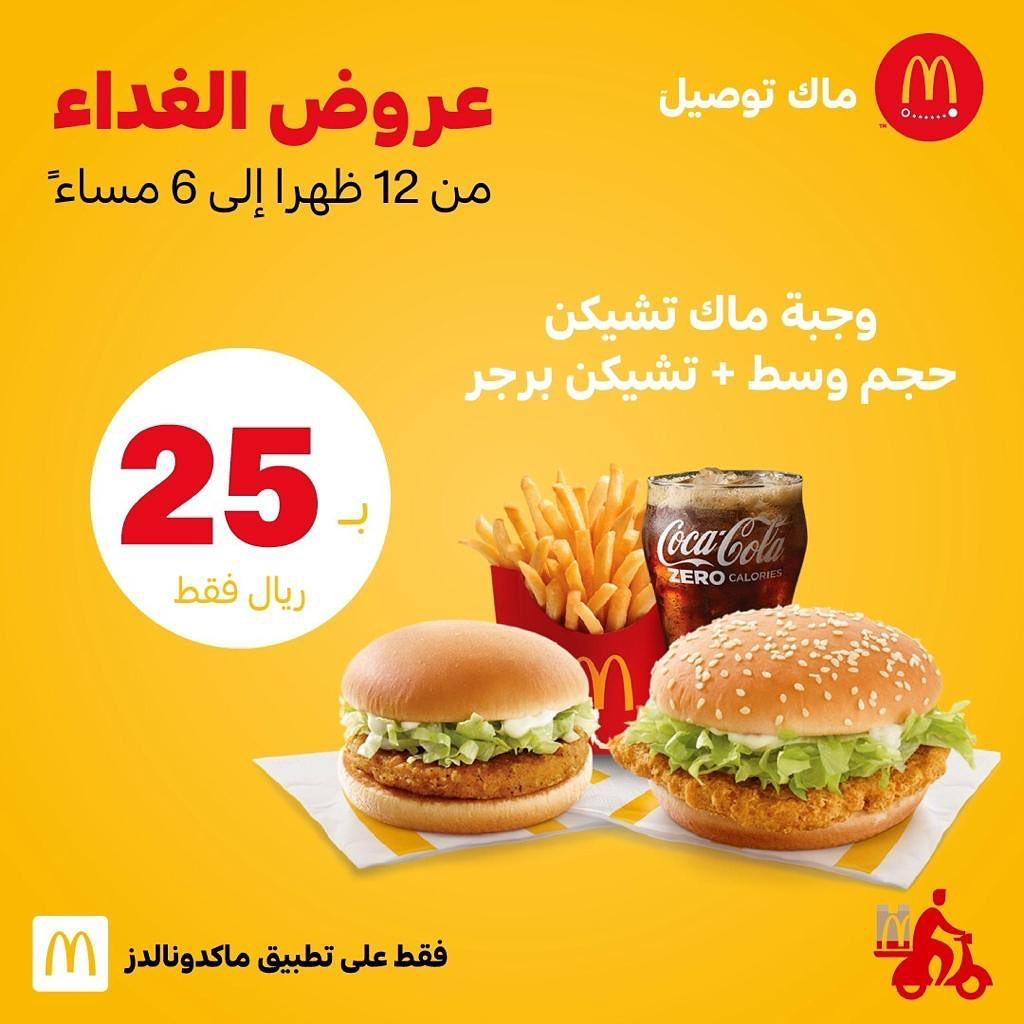 ماك توصيل
عروض الغداء
من 12 ظهرا إلى 6 مساءً
وجبة ماك تشيكن
حجم وسط + تشيكن برجر
بـ 25
ريال فقط
Coca-Cola
ZERO CALORIES
فقط على تطبيق ماكدونالدز